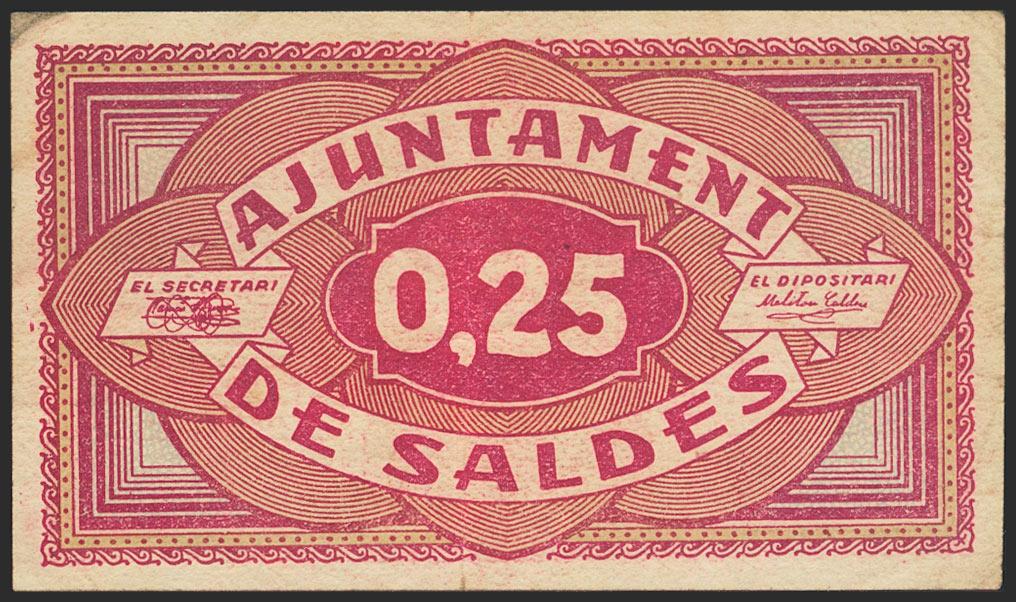 AJUNTAMENT
EL SECRETARI
0,25
EL DIPOSITARI
DE SALDES